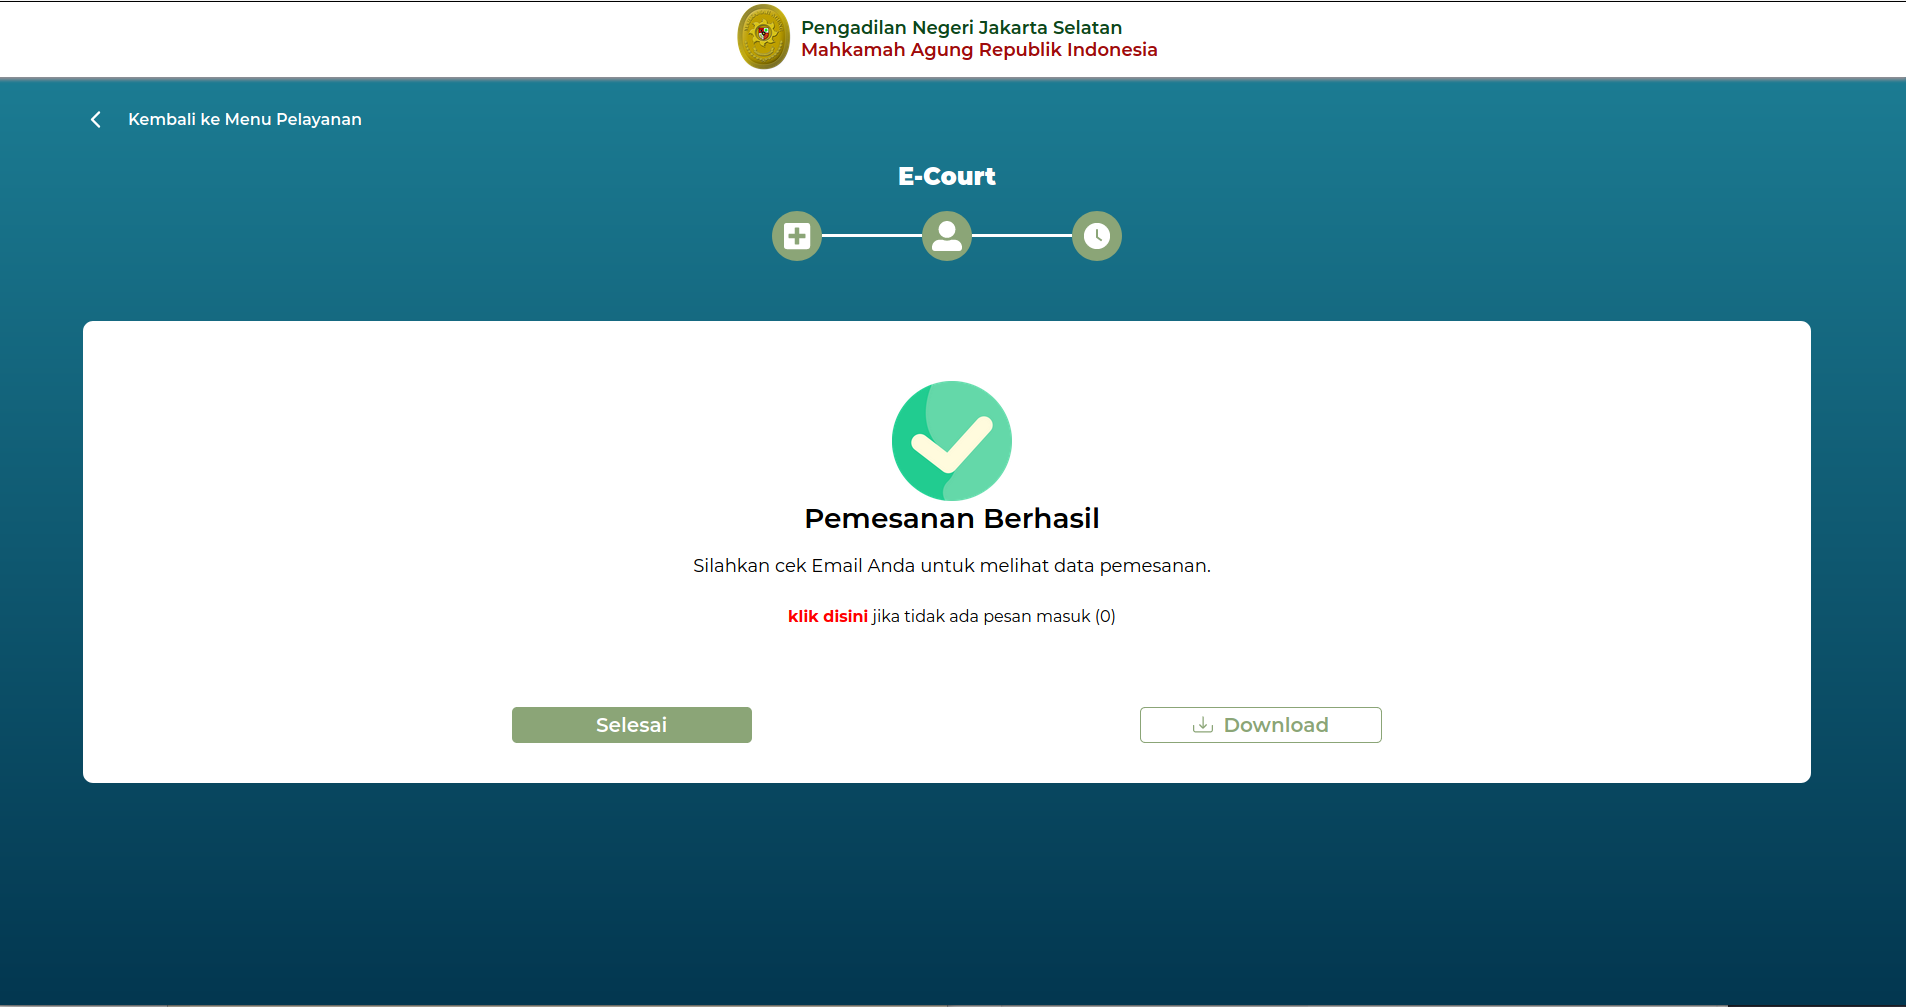 Pengadilan Negeri Jakarta Selatan
Mahkamah Agung Republik Indonesia
Kembali ke Menu Pelayanan
E-Court
Pemesanan Berhasil
Silahkan cek Email Anda untuk melihat data pemesanan.
klik disini jika tidak ada pesan masuk (0)
Selesai
Download